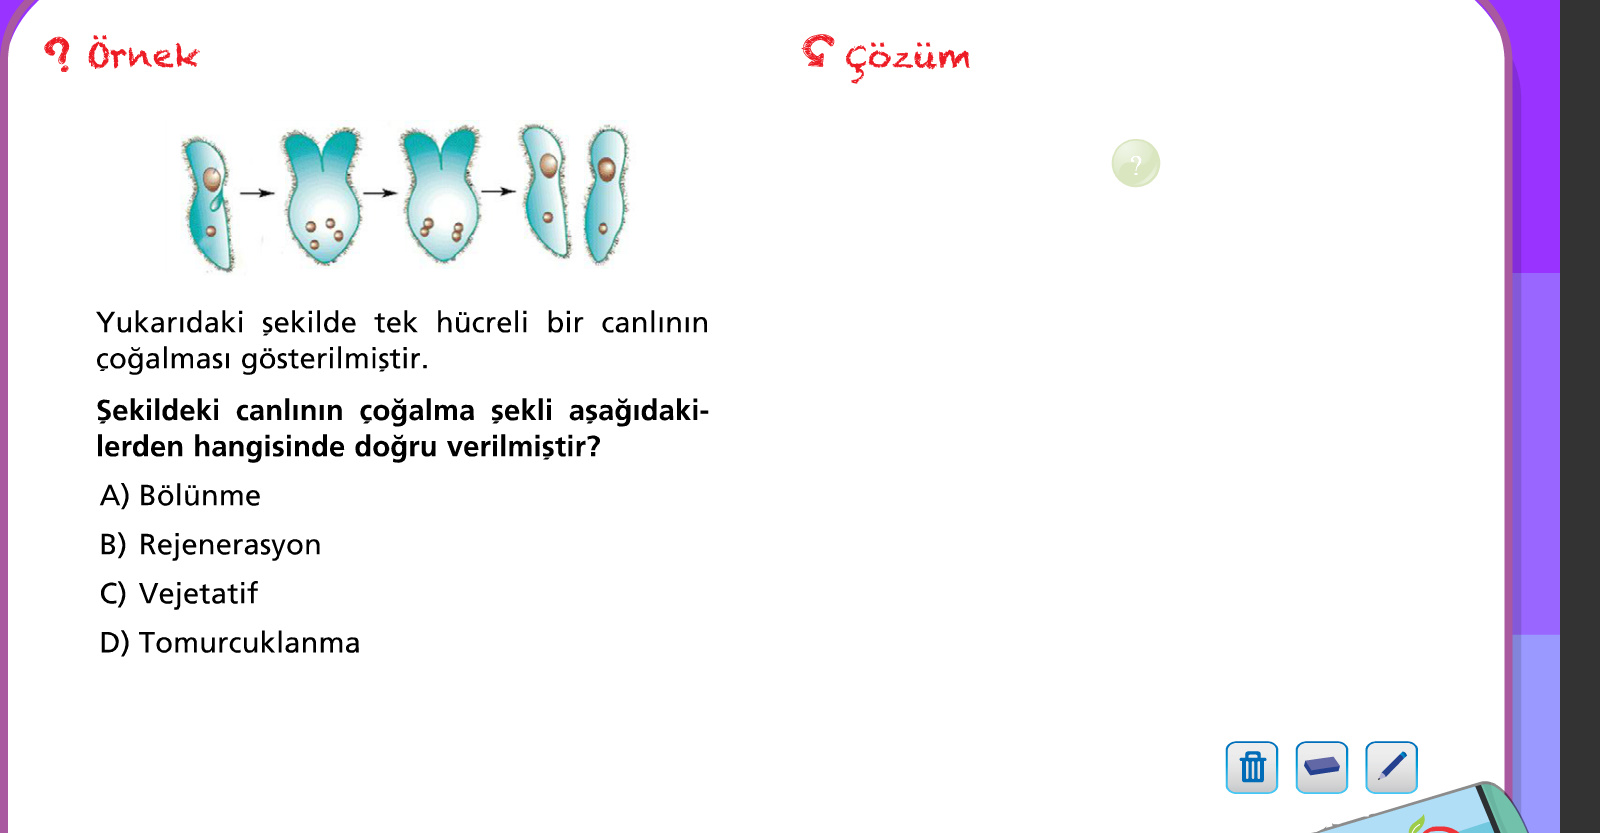 ? Örnek
Yukarıdaki şekilde tek hücreli bir canlının
çoğalması gösterilmiştir.
Şekildeki canlının çoğalma şekli aşağıdaki-
lerden hangisinde doğru verilmiştir?
A) Bölünme
B) Rejenerasyon
C) Vejetatif
D) Tomurcuklanma
Çözüm
?